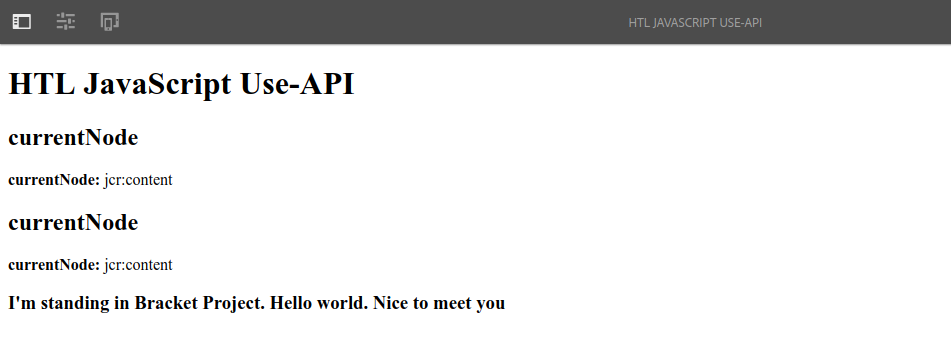 HTL JAVASCRIPT USE-API
HTL JavaScript Use-API
currentNode
currentNode: jcr:content
currentNode
currentNode: jcr:content
I'm standing in Bracket Project. Hello world. Nice to meet you